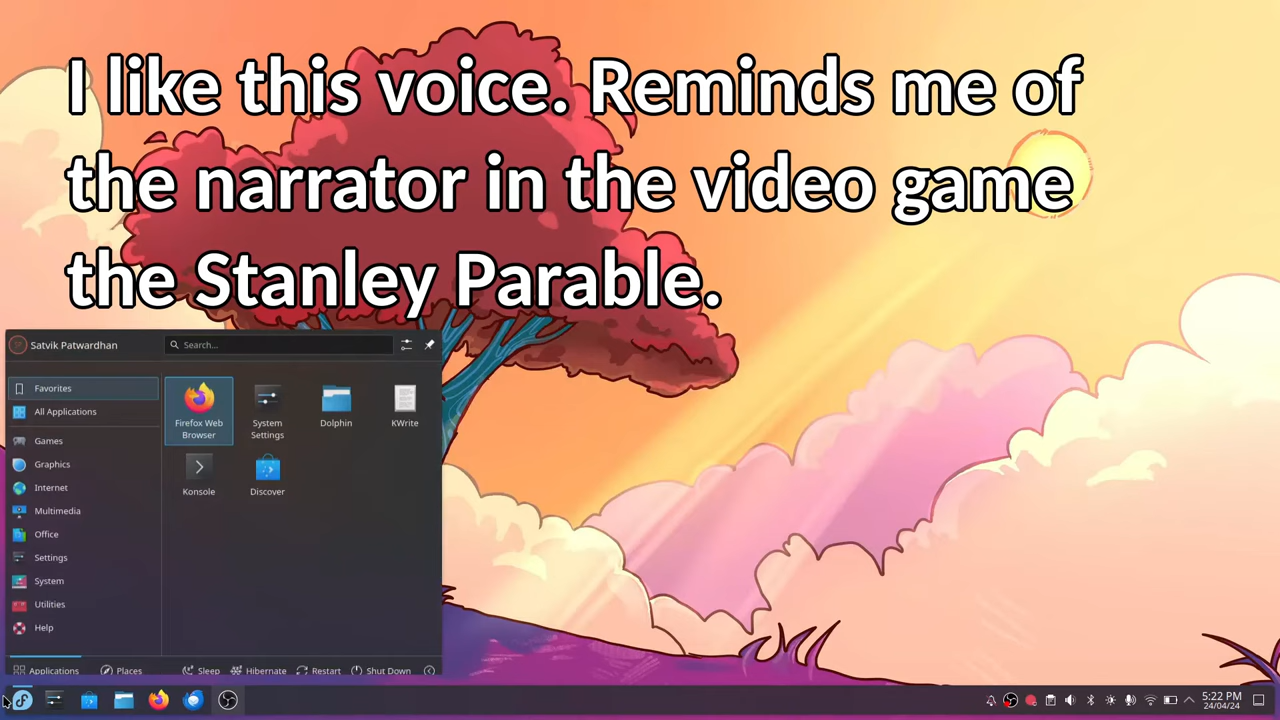 I like this voice. Reminds me of
the narrator in the video game
the Stanley Parable.
Satvik Patwardhan
Search...
Favorites
All Applications
Games
Graphics
Internet
Multimedia
Office
Settings
System
Utilities
Help
Firefox Web
Browser
System
Settings
Dolphin
KWrite
Konsole
Discover
Applications
Places
Sleep
Hibernate
Restart
Shut Down
5:22 PM
24/04/24